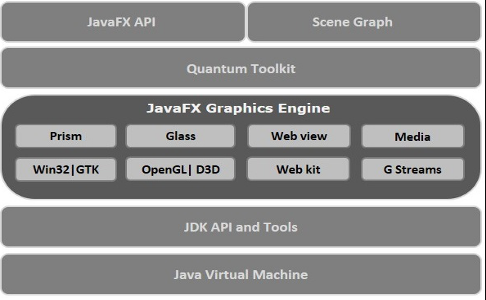 JavaFX API Scene Graph
Quantum Toolkit
JavaFX Graphics Engine
Prism Glass Web view Media
Win32|GTK OpenGL| D3D Web kit G Streams
JDK API and Tools
Java Virtual Machine